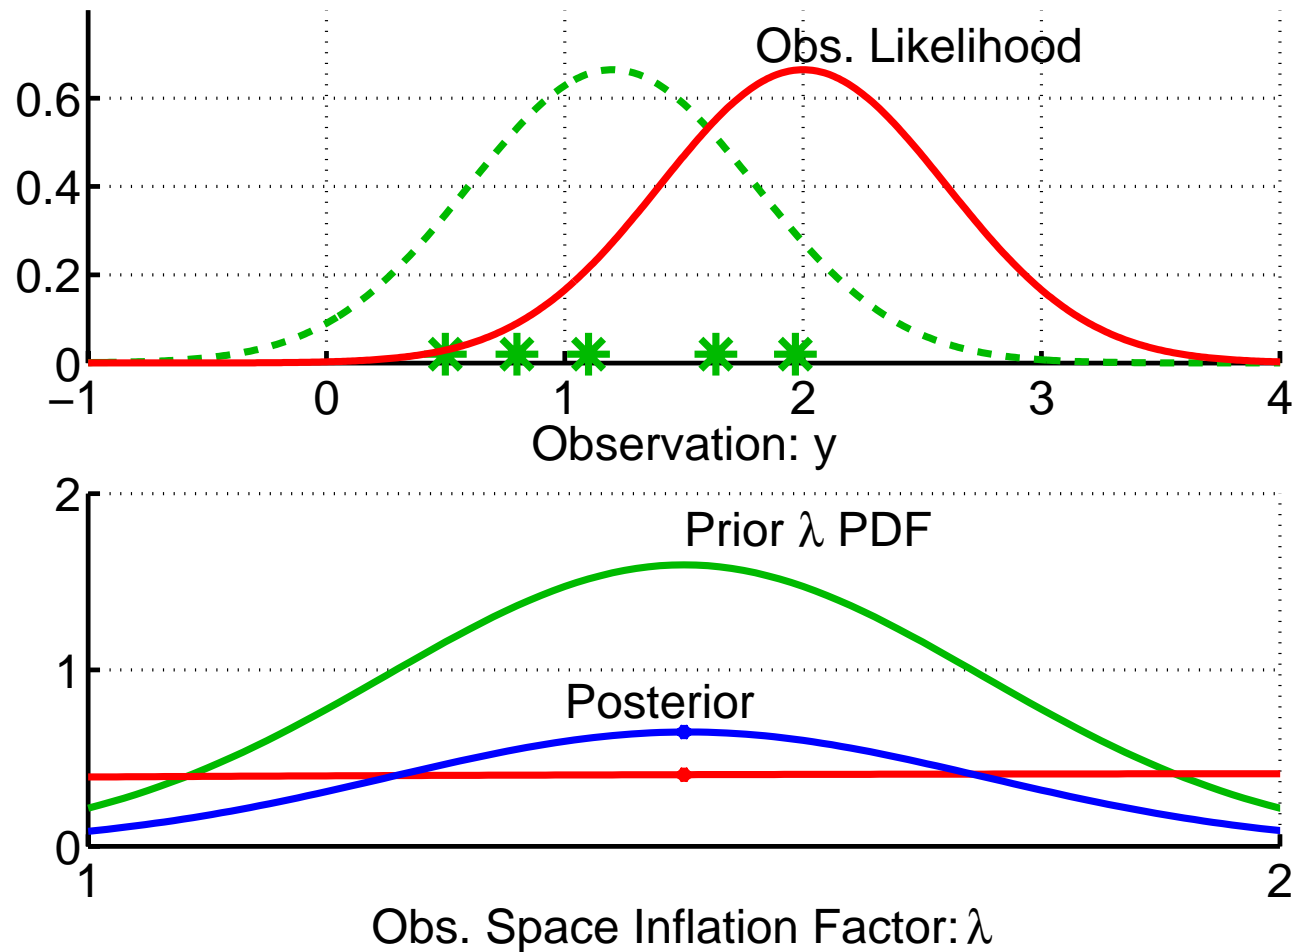 Obs. Likelihood
0.6
0.4
0.2
0
−1 0 1 2 3 4
Observation: y
2
Prior λ PDF
1
Posterior
0
1 2
Obs. Space Inflation Factor: λ